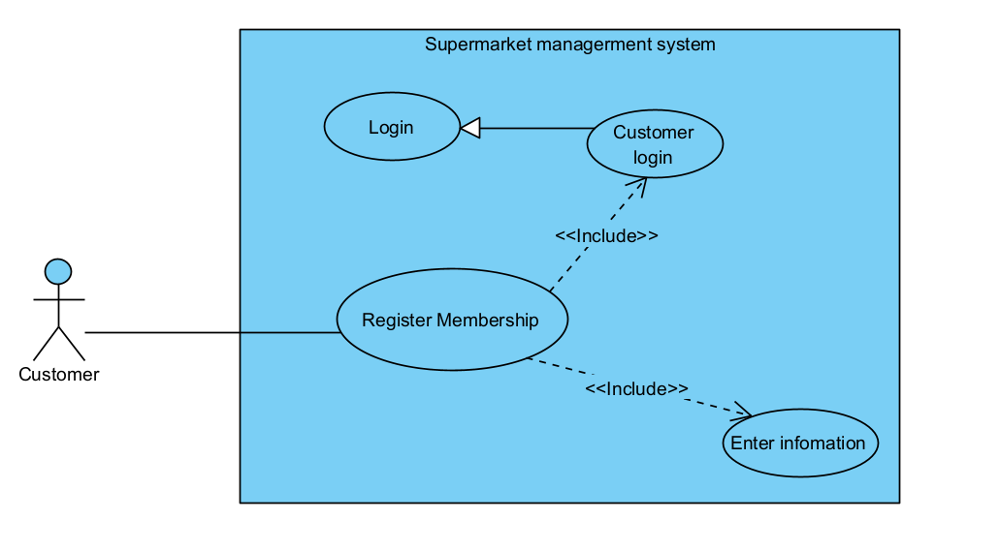 Supermarket managerment system
Login
Customer
login
<<Include>>
Register Membership
Customer
<<Include>>
Enter infomation